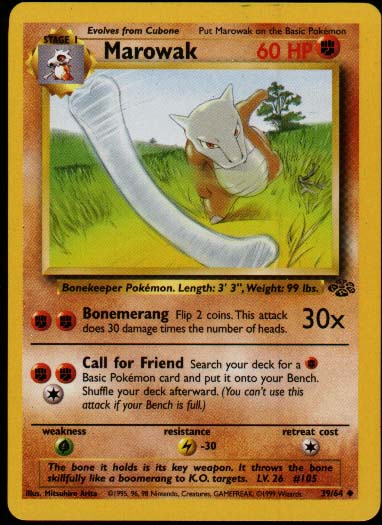 Evolves from Cubone Put Marowak on the Basic Pokémon
STAGE 1
Marowak 60 HP
Bonekeeper Pokémon. Length: 3' 3", Weight: 99 lbs.
Bonemerang Flip 2 coins. This attack
does 30 damage times the number of heads.
30x
Call for Friend Search your deck for a
Basic Pokémon card and put it onto your Bench.
Shuffle your deck afterward. (You can't use this
attack if your Bench is full.)
weakness resistance retreat cost
-30
The bone it holds is its key weapon. It throws the bone
skillfully like a boomerang to K.O. targets. LV. 26 #105
Illus. Mitsuhiro Arita ©1995, 96, 98 Nintendo, Creatures, GAMEFREAK. ©1999 Wizards. 39/64